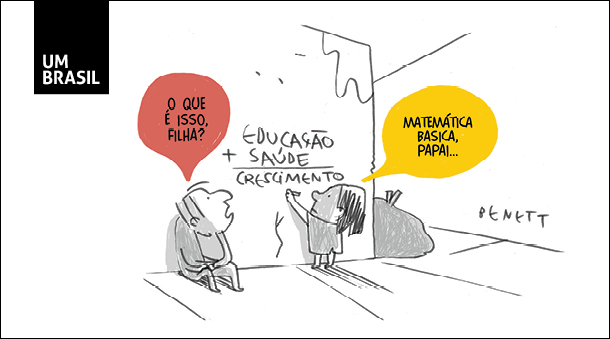 UM
BRASIL
O QUE
É ISSO,
FILHA?
EDUCAÇÃO
+ SAÚDE
CRESCIMENTO
MATEMÁTICA
BÁSICA,
PAPAI...
BENETT